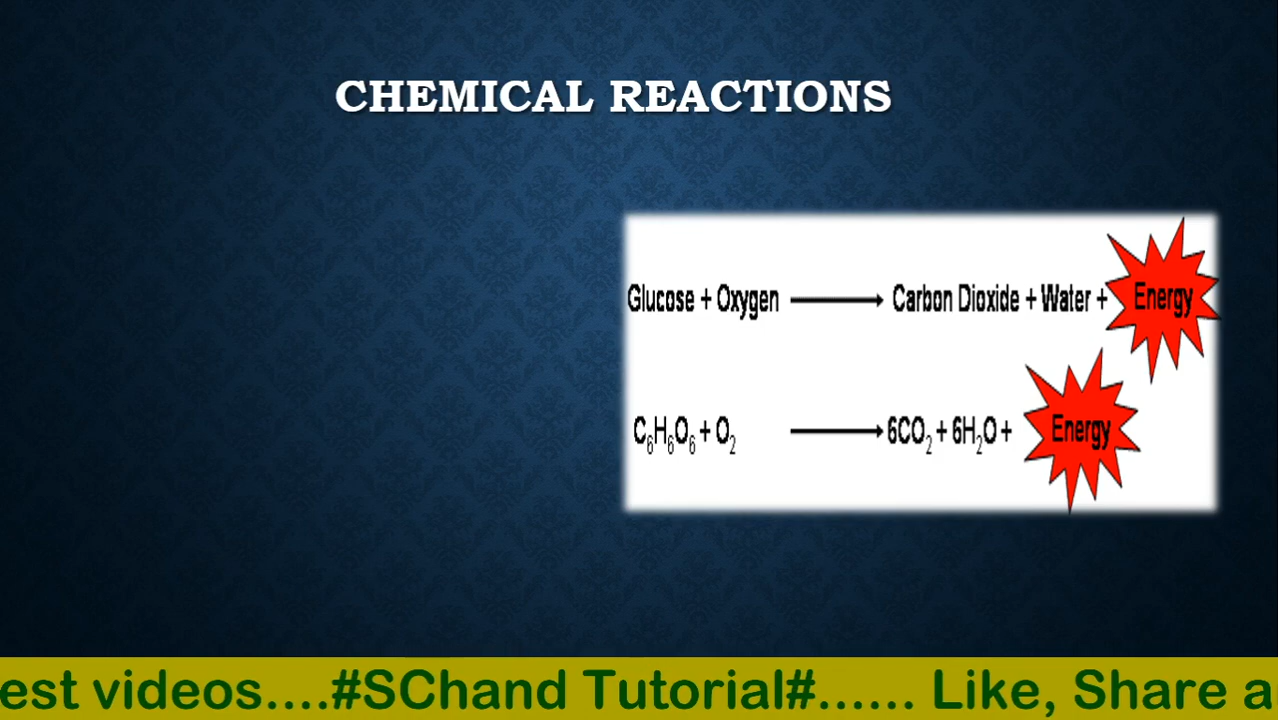 CHEMICAL REACTIONS
Glucose + Oxygen ⟶ Carbon Dioxide + Water + Energy
C₆H₆O₆ + O₂ ⟶ 6CO₂ + 6H₂O + Energy
est videos....#SChand Tutorial#...... Like, Share a